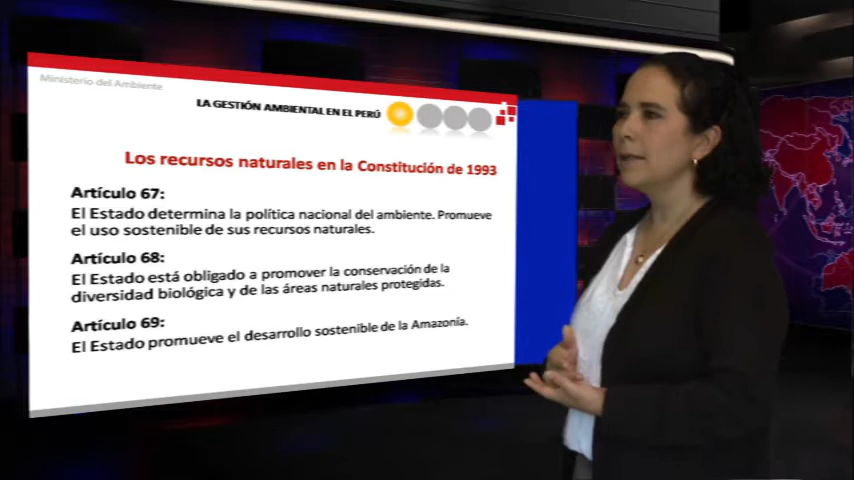 Ministerio del Ambiente
LA GESTIÓN AMBIENTAL EN EL PERÚ
Los recursos naturales en la Constitución de 1993
Artículo 67:
El Estado determina la política nacional del ambiente. Promueve
el uso sostenible de sus recursos naturales.
Artículo 68:
El Estado está obligado a promover la conservación de la
diversidad biológica y de las áreas naturales protegidas.
Artículo 69:
El Estado promueve el desarrollo sostenible de la Amazonía.